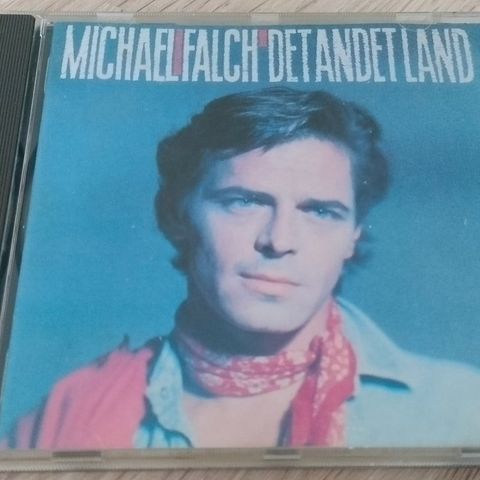 MICHAEL FALCH DET ANDET LAND